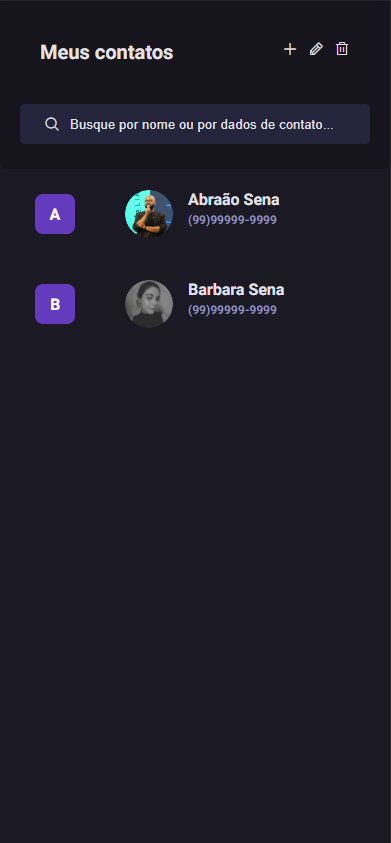 Meus contatos
Busque por nome ou por dados de contato...
A
Abraão Sena
(99)99999-9999
B
Barbara Sena
(99)99999-9999